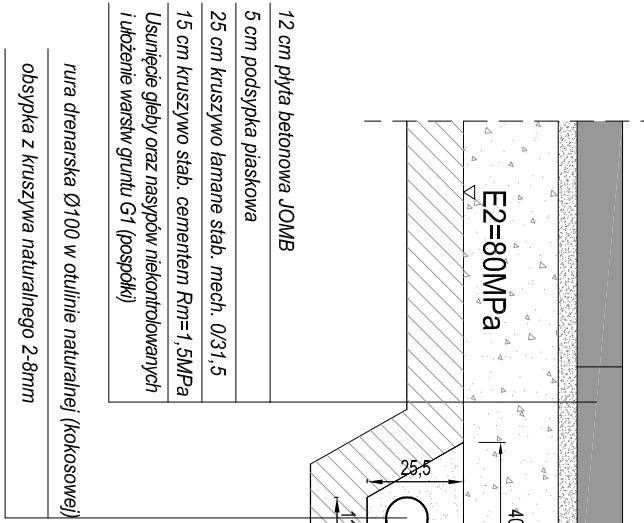 12 cm płyta betonowa JOMB
5 cm podsypka piaskowa
25 cm kruszywo łamane stab. mech. 0/31,5
15 cm kruszywo stab. cementem Rm=1,5MPa
Usunięcie gleby oraz nasypów niekontrolowanych
i ułożenie warstw gruntu G1 (pospółki)
rura drenarska Ø100 w otulinie naturalnej (kokosowej)
obsypka z kruszywa naturalnego 2-8mm
E2=80MPa
25,5